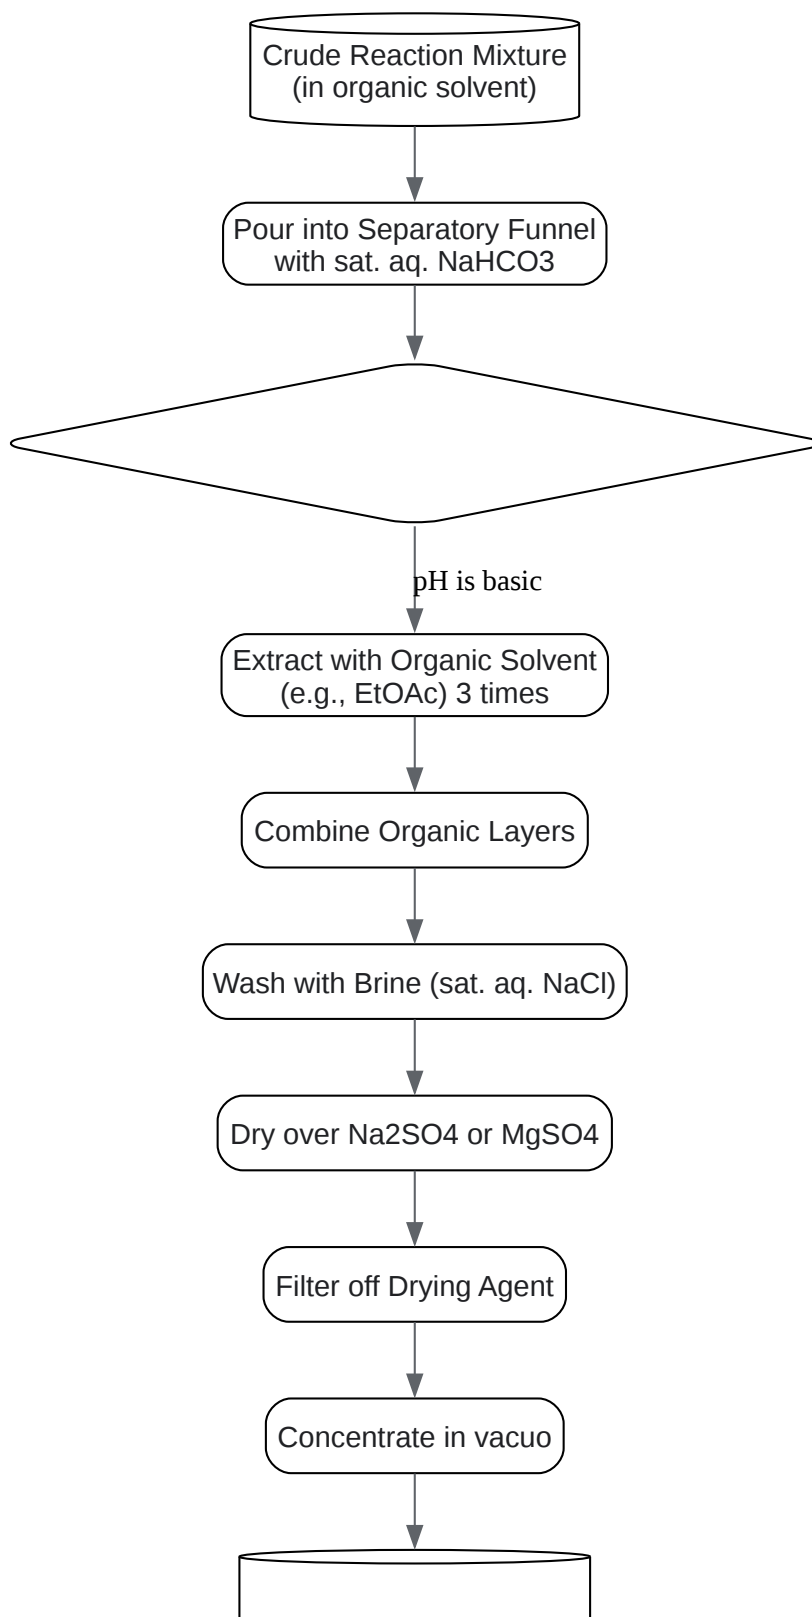 Crude Reaction Mixture
(in organic solvent)
Pour into Separatory Funnel
with sat. aq. NaHCO3
pH is basic
Extract with Organic Solvent
(e.g., EtOAc) 3 times
Combine Organic Layers
Wash with Brine (sat. aq. NaCl)
Dry over Na2SO4 or MgSO4
Filter off Drying Agent
Concentrate in vacuo